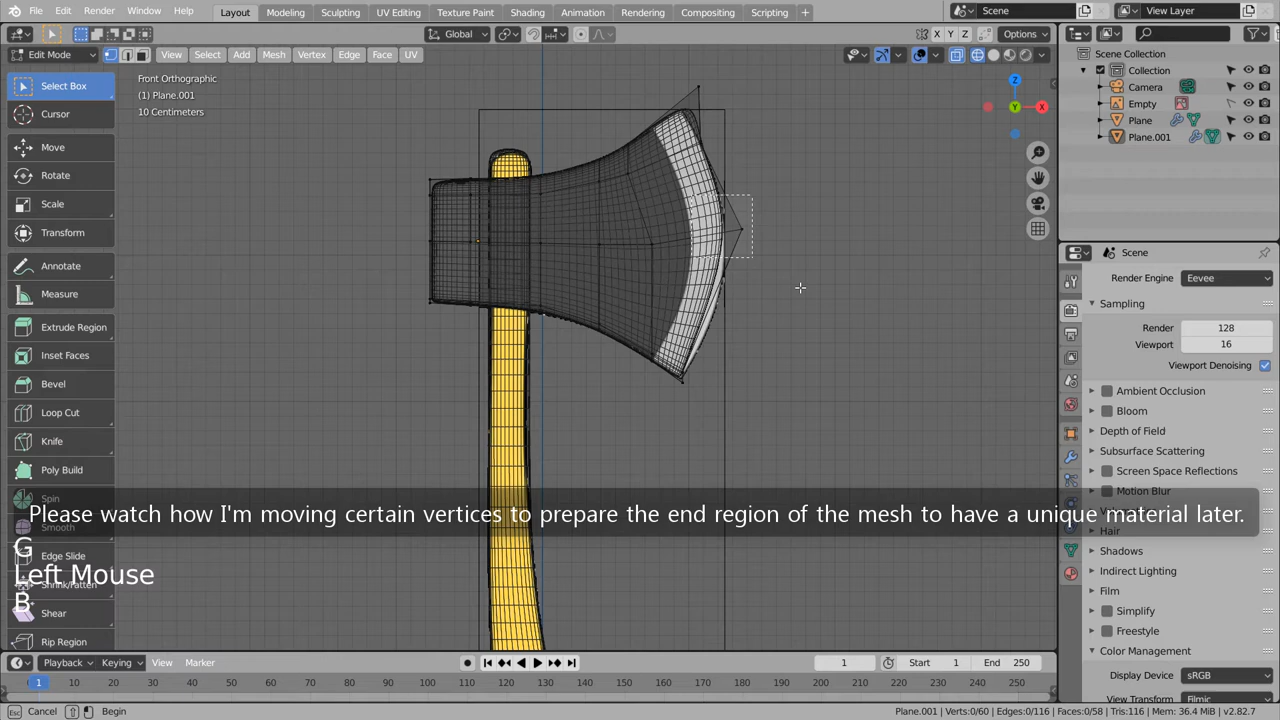 File Edit Render Window Help
Layout Modeling Sculpting UV Editing Texture Paint Shading Animation Rendering Compositing Scripting +
Scene View Layer
Global X Y Z Options
Edit Mode View Select Add Mesh Vertex Edge Face UV
Select Box
Cursor
Move
Rotate
Scale
Transform
Annotate
Measure
Extrude Region
Inset Faces
Bevel
Loop Cut
Knife
Poly Build
Spin
Smooth
Edge Slide
Shrink/Fatten
Shear
Rip Region
Front Orthographic
(1) Plane.001
10 Centimeters
Z
Y
X
Please watch how I'm moving certain vertices to prepare the end region of the mesh to have a unique material later.
G
Left Mouse
B
Scene Collection
Collection
Camera
Empty
Plane
Plane.001
Scene
Render Engine Eevee
Sampling
Render 128
Viewport 16
Viewport Denoising
Ambient Occlusion
Bloom
Depth of Field
Subsurface Scattering
Screen Space Reflections
Motion Blur
Hair
Shadows
Indirect Lighting
Film
Simplify
Freestyle
Color Management
Display Device sRGB
View Transform Filmic
Playback Keying View Marker
1 Start 1 End 250
1 10 20 30 40 50 60 70 80 90 100 110 120 130 140 150 160 170 180 190 200 210 220 230 240 250
Esc Cancel Begin Plane.001 | Verts:0/60 | Edges:0/116 | Faces:0/58 | Tris:116 | Mem: 36.4 MiB | v2.82.7